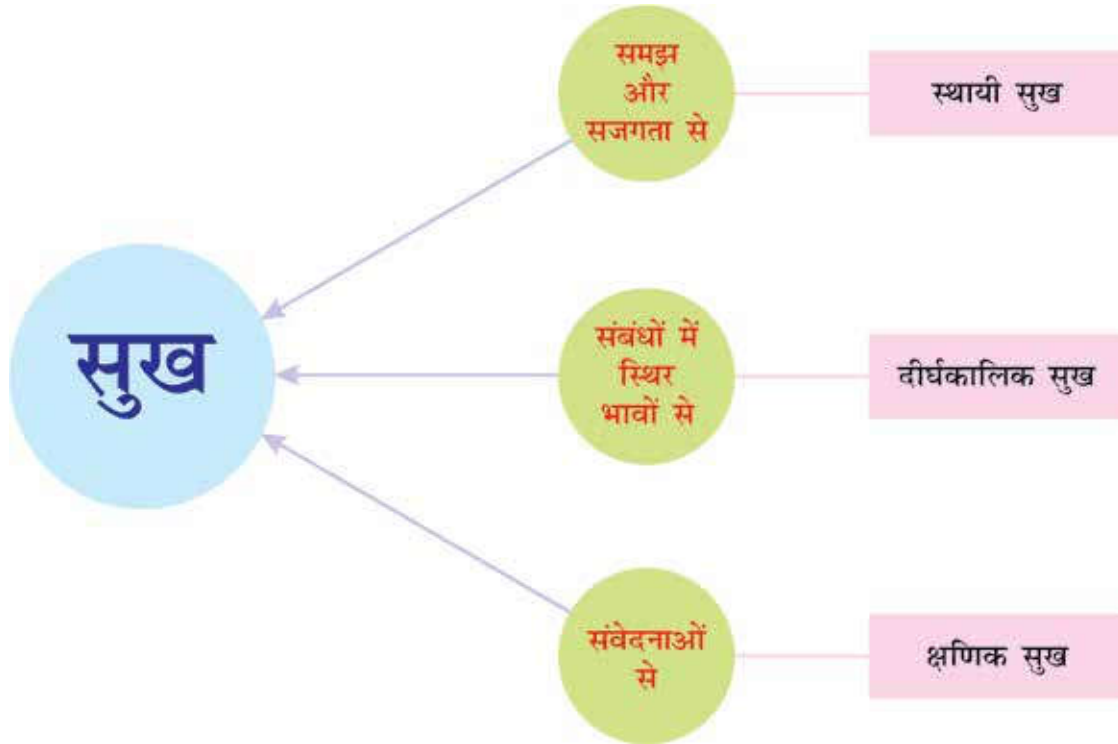 समझ
और
सजगता से
स्थायी सुख
सुख
संबंधों में
स्थिर
भावों से
दीर्घकालिक सुख
संवेदनाओं
से
क्षणिक सुख